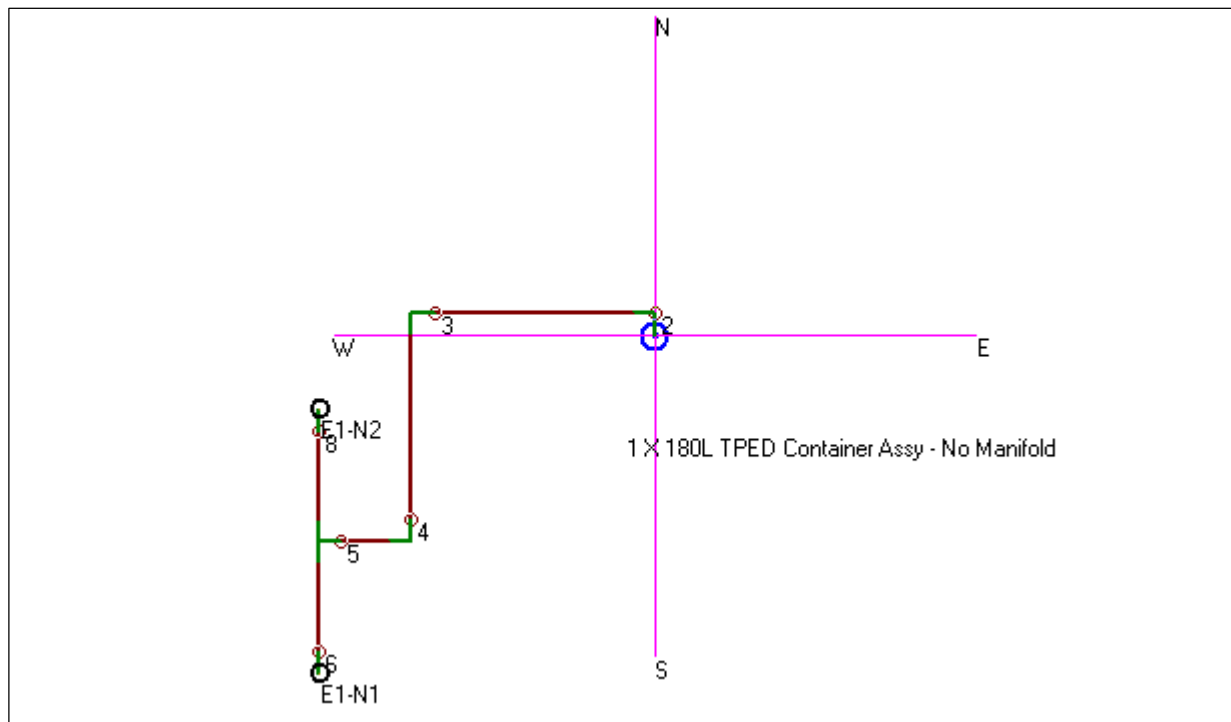 N
2
3
W
E
E1-N2
8
1 X 180L TPED Container Assy - No Manifold
4
5
6
S
E1-N1